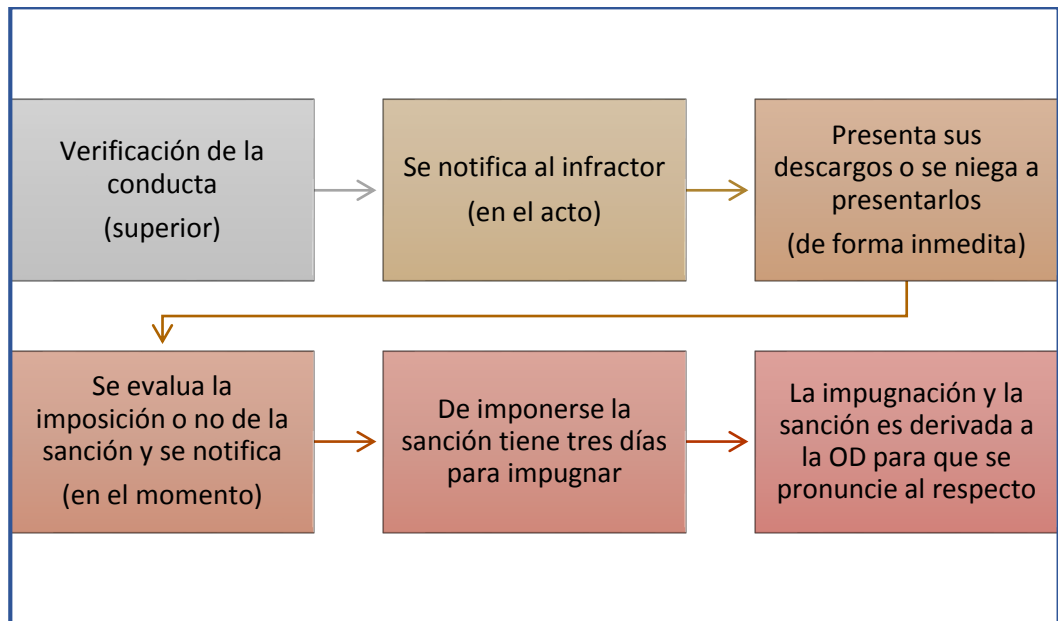 Verificación de la
conducta
(superior)
Se notifica al infractor
(en el acto)
Presenta sus
descargos o se niega a
presentarlos
(de forma inmedita)
Se evalua la
imposición o no de la
sanción y se notifica
(en el momento)
De imponerse la
sanción tiene tres días
para impugnar
La impugnación y la
sanción es derivada a
la OD para que se
pronuncie al respecto